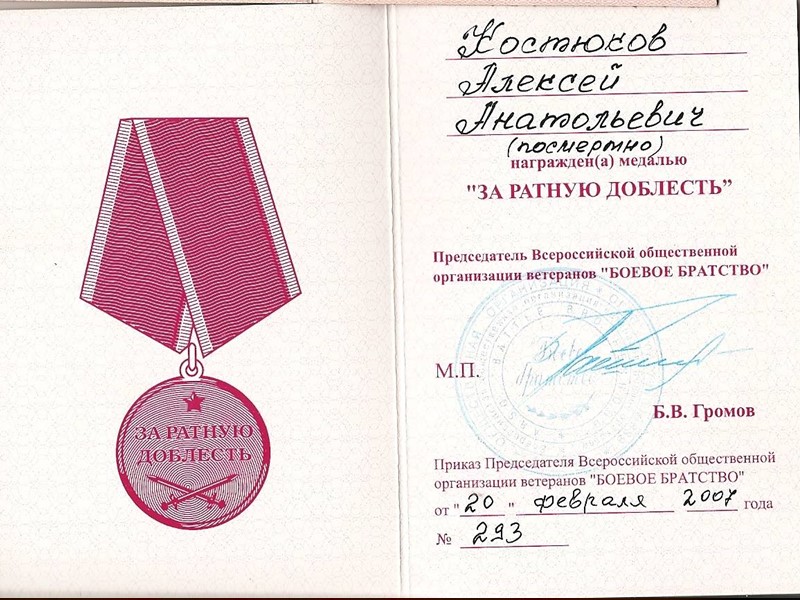 ЗА РАТНУЮ
ДОБЛЕСТЬ
Костюков
Алексей
Анатольевич
(посмертно)
награжден(а) медалью
"ЗА РАТНУЮ ДОБЛЕСТЬ"
Председатель Всероссийской общественной
организации ветеранов "БОЕВОЕ БРАТСТВО"
М.П.
Б.В. Громов
Приказ Председателя Всероссийской общественной
организации ветеранов "БОЕВОЕ БРАТСТВО"
от "20" февраля 2007 года
№ 293